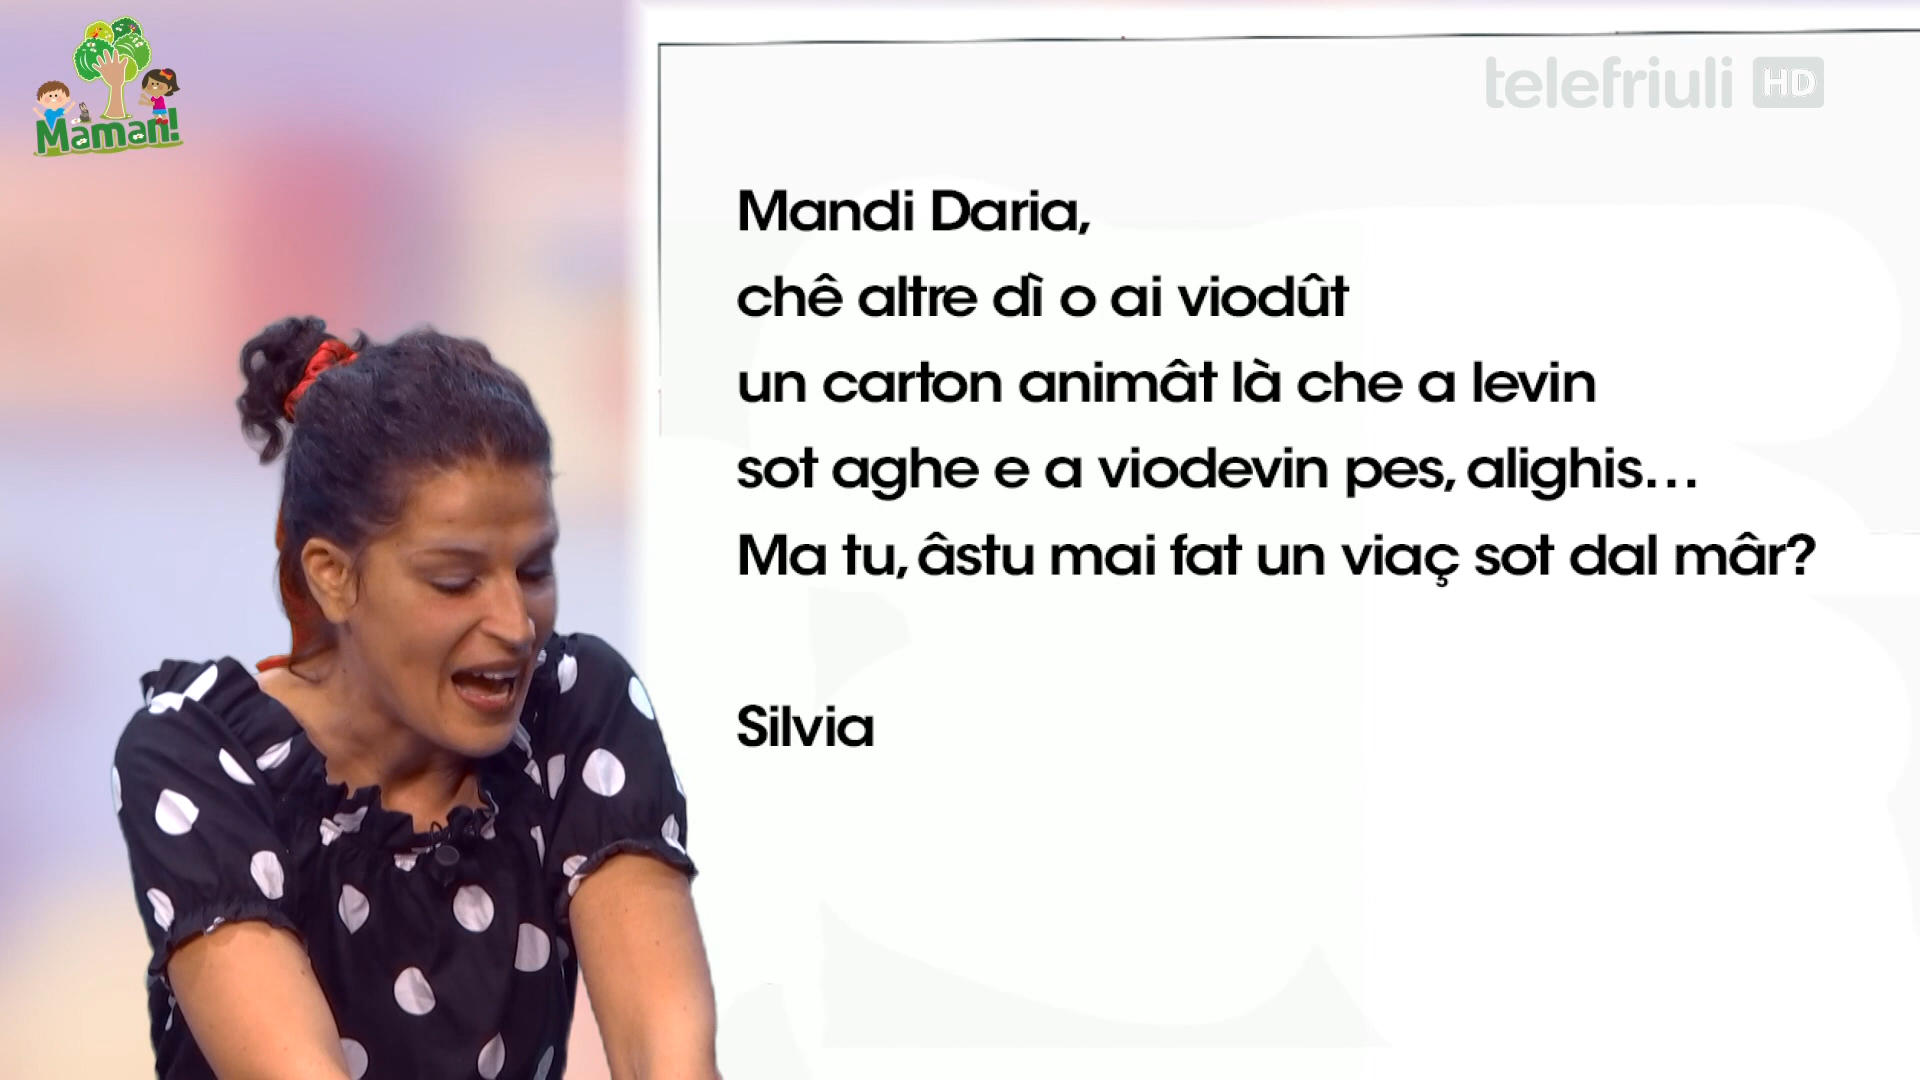 Maman!
telefriuli HD
Mandi Daria,
chê altre dì o ai viodût
un carton animât là che a levin
sot aghe e a viodevin pes, alighis...
Ma tu, âstu mai fat un viaç sot dal mâr?
Silvia